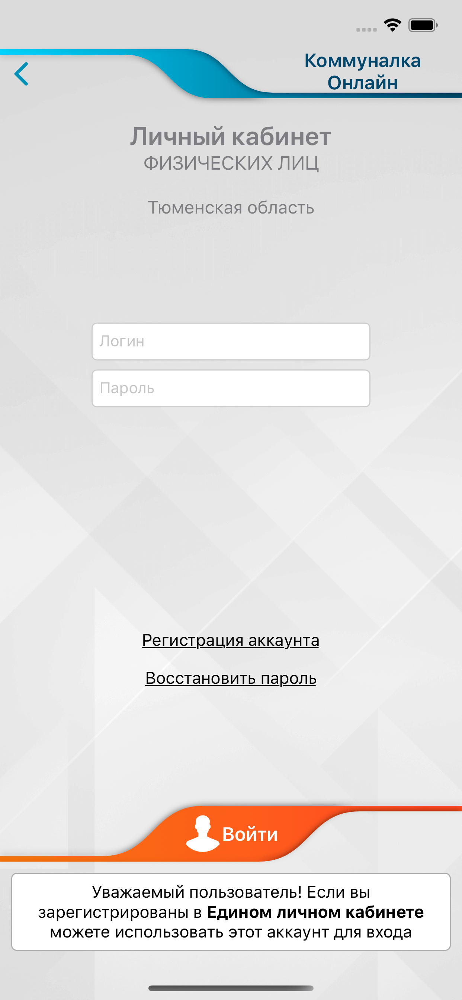 Коммуналка
Онлайн
Личный кабинет
ФИЗИЧЕСКИХ ЛИЦ
Тюменская область
Логин
Пароль
Регистрация аккаунта
Восстановить пароль
Войти
Уважаемый пользователь! Если вы
зарегистрированы в Едином личном кабинете
можете использовать этот аккаунт для входа